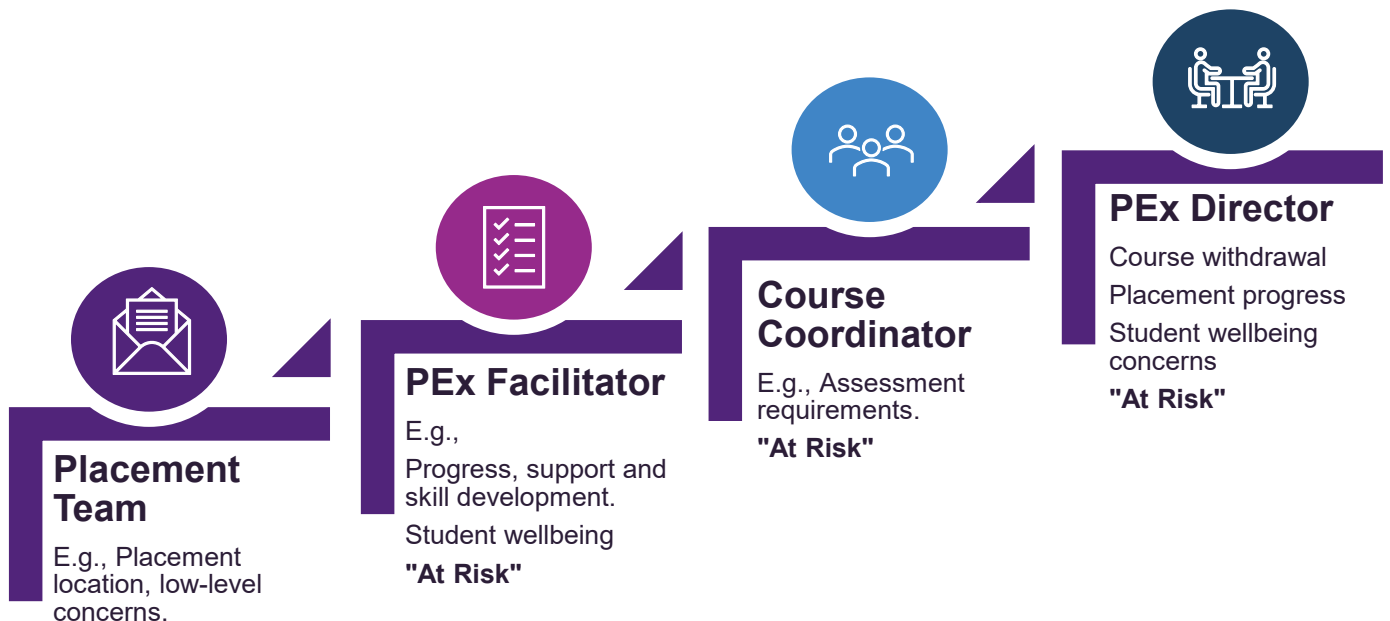 Placement
Team
E.g., Placement
location, low-level
concerns.
PEx Facilitator
E.g.,
Progress, support and
skill development.
Student wellbeing
"At Risk"
Course
Coordinator
E.g., Assessment
requirements.
"At Risk"
PEx Director
Course withdrawal
Placement progress
Student wellbeing
concerns
"At Risk"